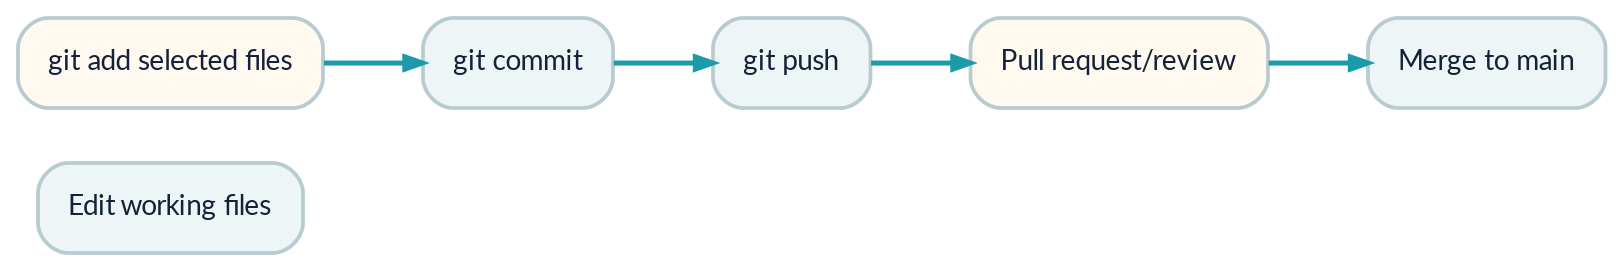 git add selected files
git commit
git push
Pull request/review
Merge to main
Edit working files